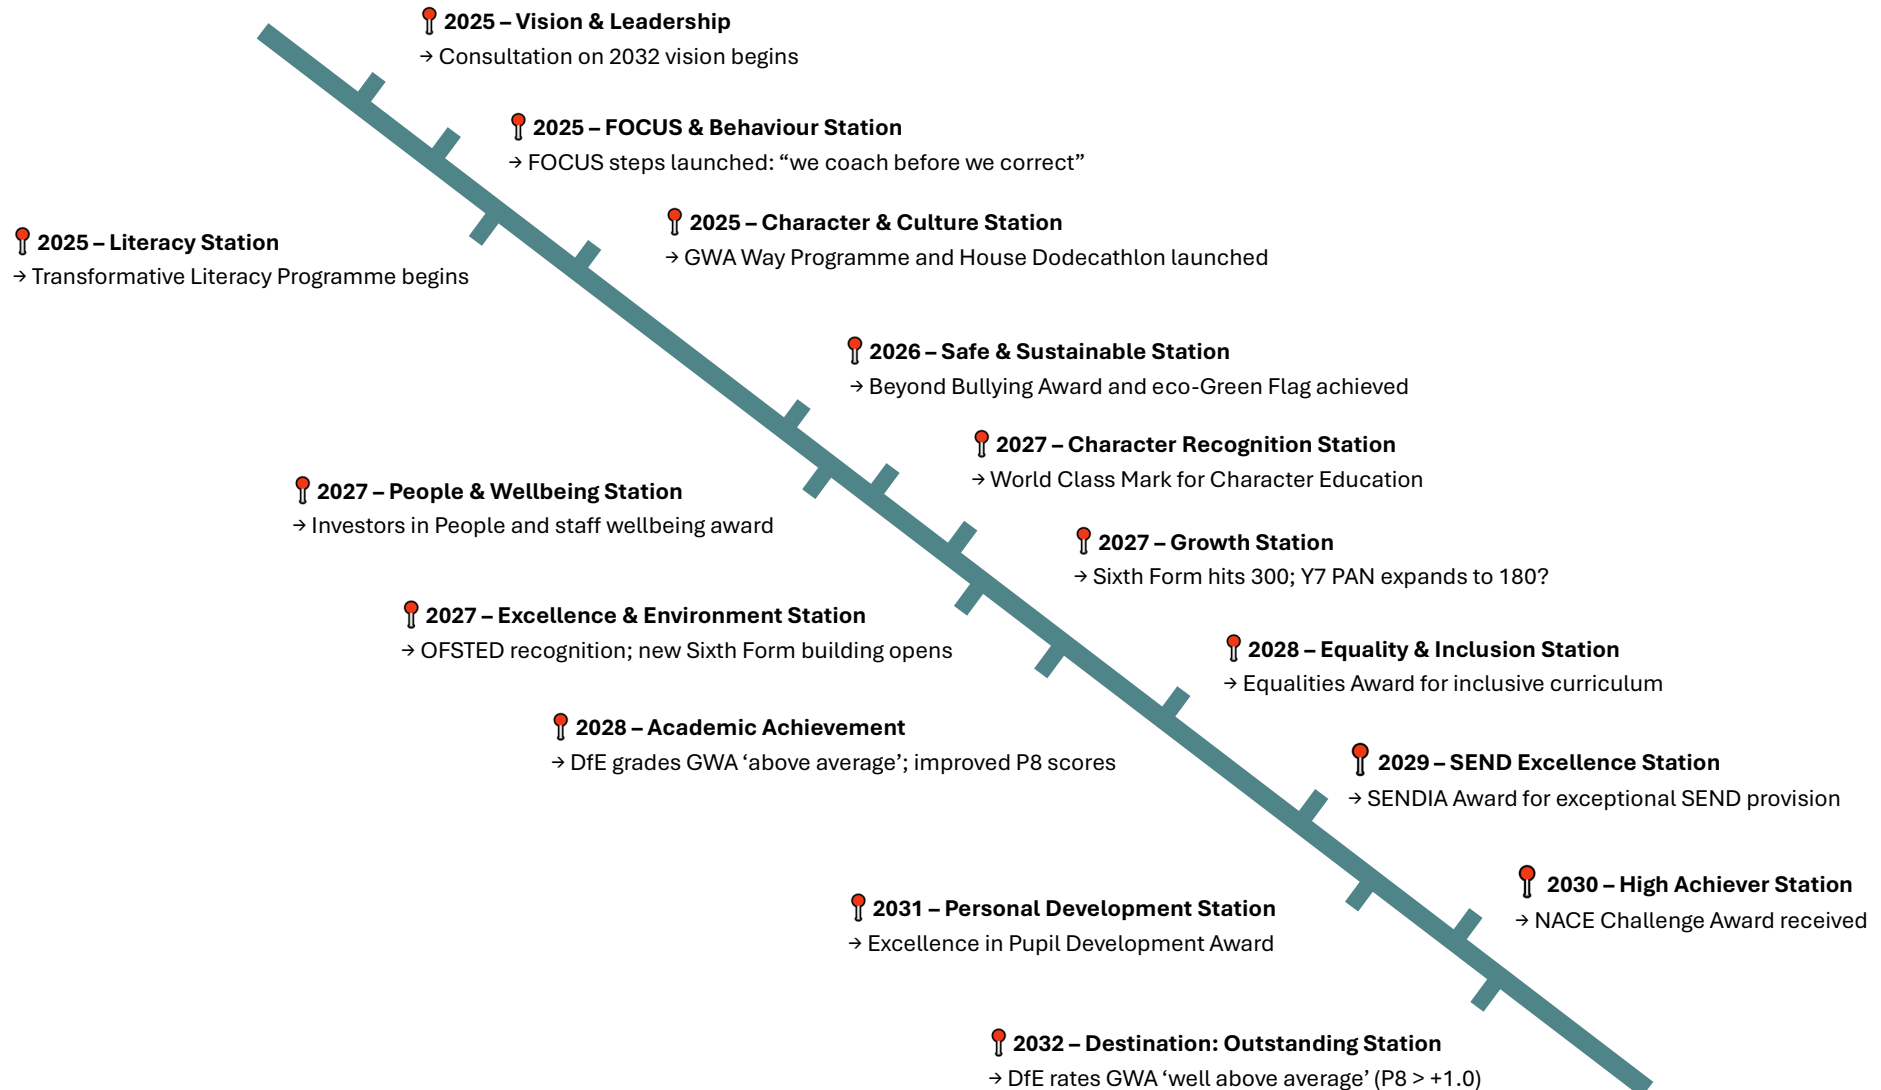 2025 – Vision & Leadership
→ Consultation on 2032 vision begins
2025 – FOCUS & Behaviour Station
→ FOCUS steps launched: “we coach before we correct”
2025 – Literacy Station
→ Transformative Literacy Programme begins
2025 – Character & Culture Station
→ GWA Way Programme and House Dodecathlon launched
2026 – Safe & Sustainable Station
→ Beyond Bullying Award and eco-Green Flag achieved
2027 – People & Wellbeing Station
→ Investors in People and staff wellbeing award
2027 – Character Recognition Station
→ World Class Mark for Character Education
2027 – Growth Station
→ Sixth Form hits 300; Y7 PAN expands to 180?
2027 – Excellence & Environment Station
→ OFSTED recognition; new Sixth Form building opens
2028 – Academic Achievement
→ DfE grades GWA ‘above average’; improved P8 scores
2028 – Equality & Inclusion Station
→ Equalities Award for inclusive curriculum
2029 – SEND Excellence Station
→ SENDIA Award for exceptional SEND provision
2031 – Personal Development Station
→ Excellence in Pupil Development Award
2030 – High Achiever Station
→ NACE Challenge Award received
2032 – Destination: Outstanding Station
→ DfE rates GWA ‘well above average’ (P8 > +1.0)